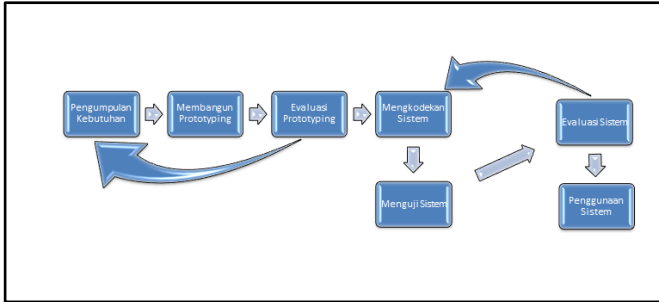 Pengumpulan
Kebutuhan
Membangun
Prototyping
Evaluasi
Prototyping
Mengkodekan
Sistem
Menguji Sistem
Evaluasi Sistem
Penggunaan
Sistem